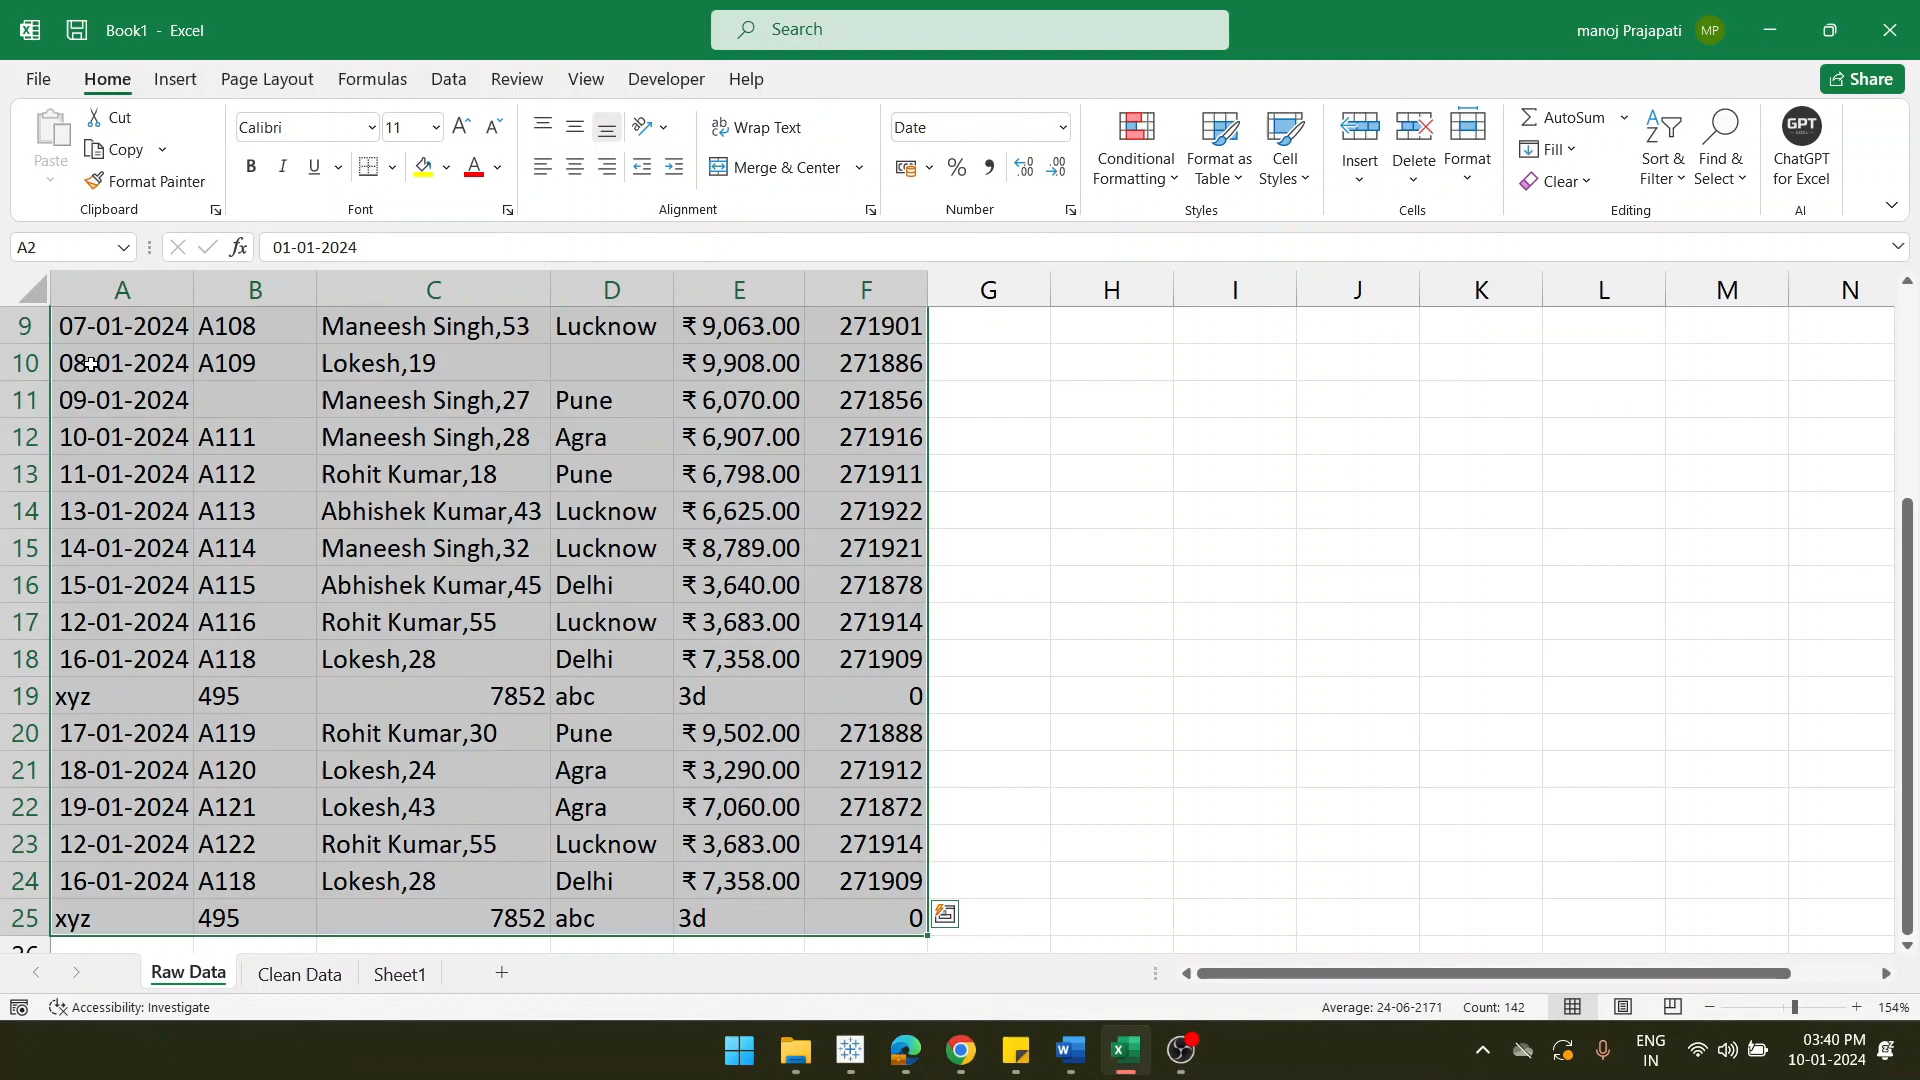 Book1 - Excel
Search
manoj Prajapati MP
File Home Insert Page Layout Formulas Data Review View Developer Help
Share
Paste
Cut
Copy
Format Painter
Clipboard
Calibri 11
B I U
Font
Wrap Text
Merge & Center
Alignment
Date
Number
Conditional Formatting
Format as Table
Cell Styles
Styles
Insert Delete Format
Cells
AutoSum
Fill
Clear
Sort & Filter
Find & Select
Editing
GPT
ChatGPT for Excel
AI
A2 fx 01-01-2024
A B C D E F G H I J K L M N
9 07-01-2024 A108 Maneesh Singh,53 Lucknow ₹ 9,063.00 271901
10 08-01-2024 A109 Lokesh,19 ₹ 9,908.00 271886
11 09-01-2024 Maneesh Singh,27 Pune ₹ 6,070.00 271856
12 10-01-2024 A111 Maneesh Singh,28 Agra ₹ 6,907.00 271916
13 11-01-2024 A112 Rohit Kumar,18 Pune ₹ 6,798.00 271911
14 13-01-2024 A113 Abhishek Kumar,43 Lucknow ₹ 6,625.00 271922
15 14-01-2024 A114 Maneesh Singh,32 Lucknow ₹ 8,789.00 271921
16 15-01-2024 A115 Abhishek Kumar,45 Delhi ₹ 3,640.00 271878
17 12-01-2024 A116 Rohit Kumar,55 Lucknow ₹ 3,683.00 271914
18 16-01-2024 A118 Lokesh,28 Delhi ₹ 7,358.00 271909
19 xyz 495 7852 abc 3d 0
20 17-01-2024 A119 Rohit Kumar,30 Pune ₹ 9,502.00 271888
21 18-01-2024 A120 Lokesh,24 Agra ₹ 3,290.00 271912
22 19-01-2024 A121 Lokesh,43 Agra ₹ 7,060.00 271872
23 12-01-2024 A122 Rohit Kumar,55 Lucknow ₹ 3,683.00 271914
24 16-01-2024 A118 Lokesh,28 Delhi ₹ 7,358.00 271909
25 xyz 495 7852 abc 3d 0
Raw Data Clean Data Sheet1
Accessibility: Investigate
Average: 24-06-2171 Count: 142 154%
ENG
IN
03:40 PM
10-01-2024